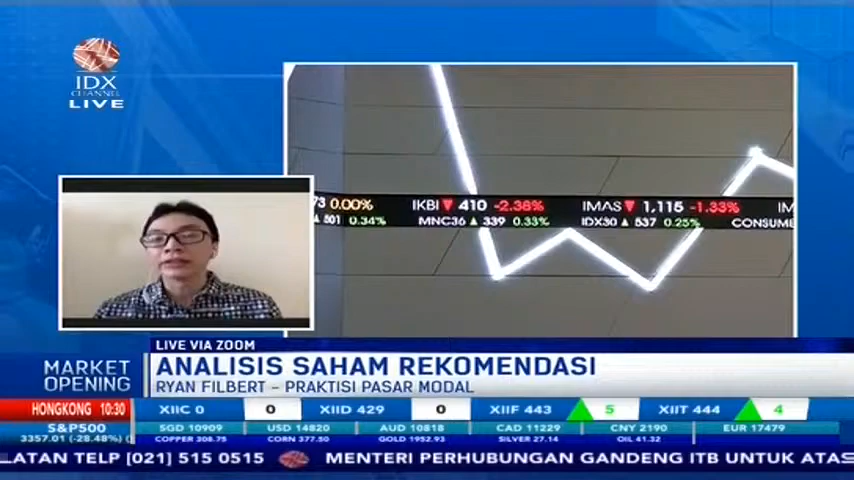 IDX
CHANNEL
LIVE
73 0.00% IKBI ▼ 410 -2.38% IMAS ▼ 1,115 -1.33% IM
▲ 501 0.34% MNC36 ▲ 339 0.33% IDX30 ▲ 537 0.25% CONSUME
LIVE VIA ZOOM
MARKET
OPENING
ANALISIS SAHAM REKOMENDASI
RYAN FILBERT – PRAKTISI PASAR MODAL
HONGKONG 10:30
XIIC 0 0 XIID 429 0 XIIF 443 ▲ 5 XIIT 444 ▲ 4
S&P500
3357.01 (-28.48%)
SGD 10909 USD 14820 AUD 10818 CAD 11229 CNY 2190 EUR 17479
COPPER 308.75 CORN 377.50 GOLD 1952.93 SILVER 27.14 OIL 41.32
LATAN TELP [021] 515 0515 MENTERI PERHUBUNGAN GANDENG ITB UNTUK ATAS